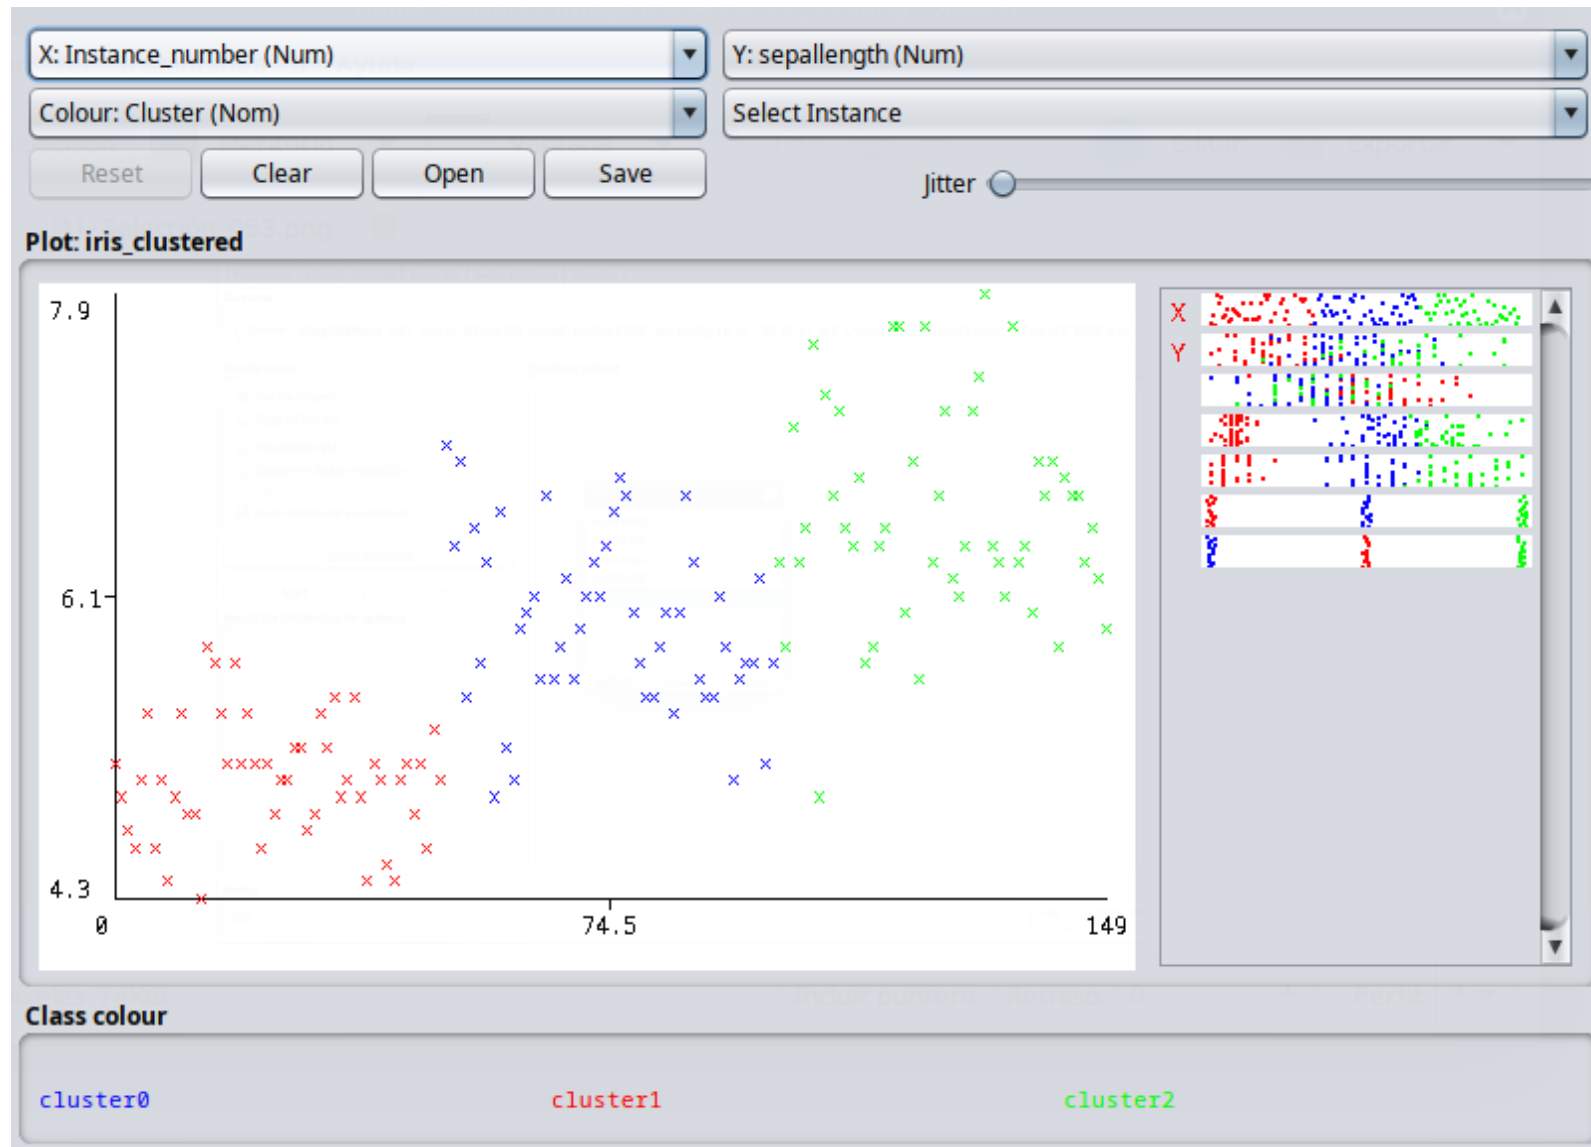 X: Instance_number (Num)
Y: sepallength (Num)
Colour: Cluster (Nom)
Select Instance
Reset
Clear
Open
Save
Jitter
Plot: iris_clustered
7.9
6.1
4.3
0
74.5
149
X
Y
Class colour
cluster0
cluster1
cluster2